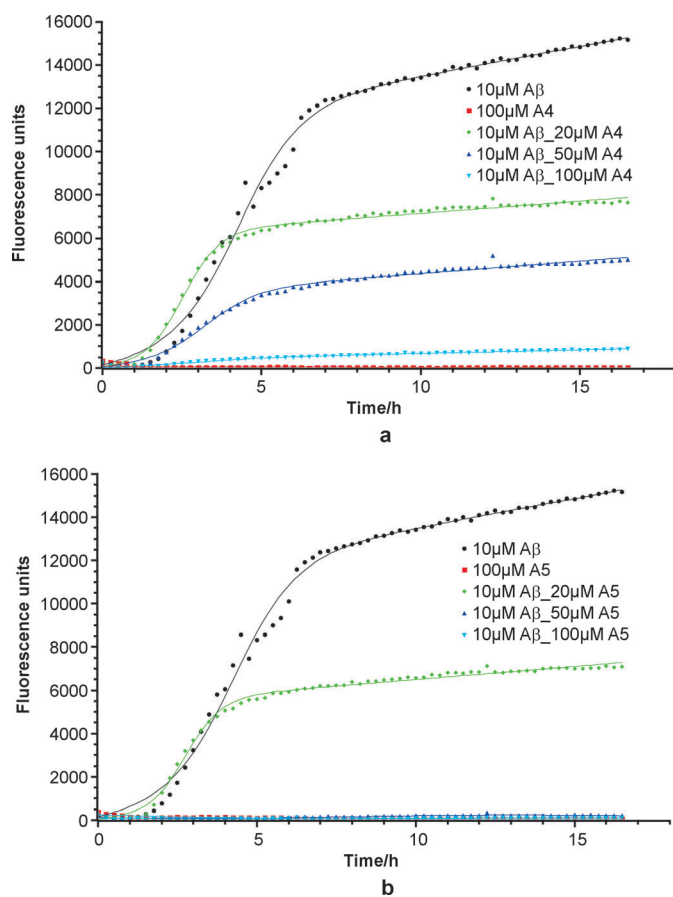 16000
14000
12000
10000
8000
6000
4000
2000
0
Fluorescence units
10µM Aβ
100µM A4
10µM Aβ_20µM A4
10µM Aβ_50µM A4
10µM Aβ_100µM A4
0 5 10 15
Time/h
a
16000
14000
12000
10000
8000
6000
4000
2000
0
Fluorescence units
10µM Aβ
100µM A5
10µM Aβ_20µM A5
10µM Aβ_50µM A5
10µM Aβ_100µM A5
0 5 10 15
Time/h
b